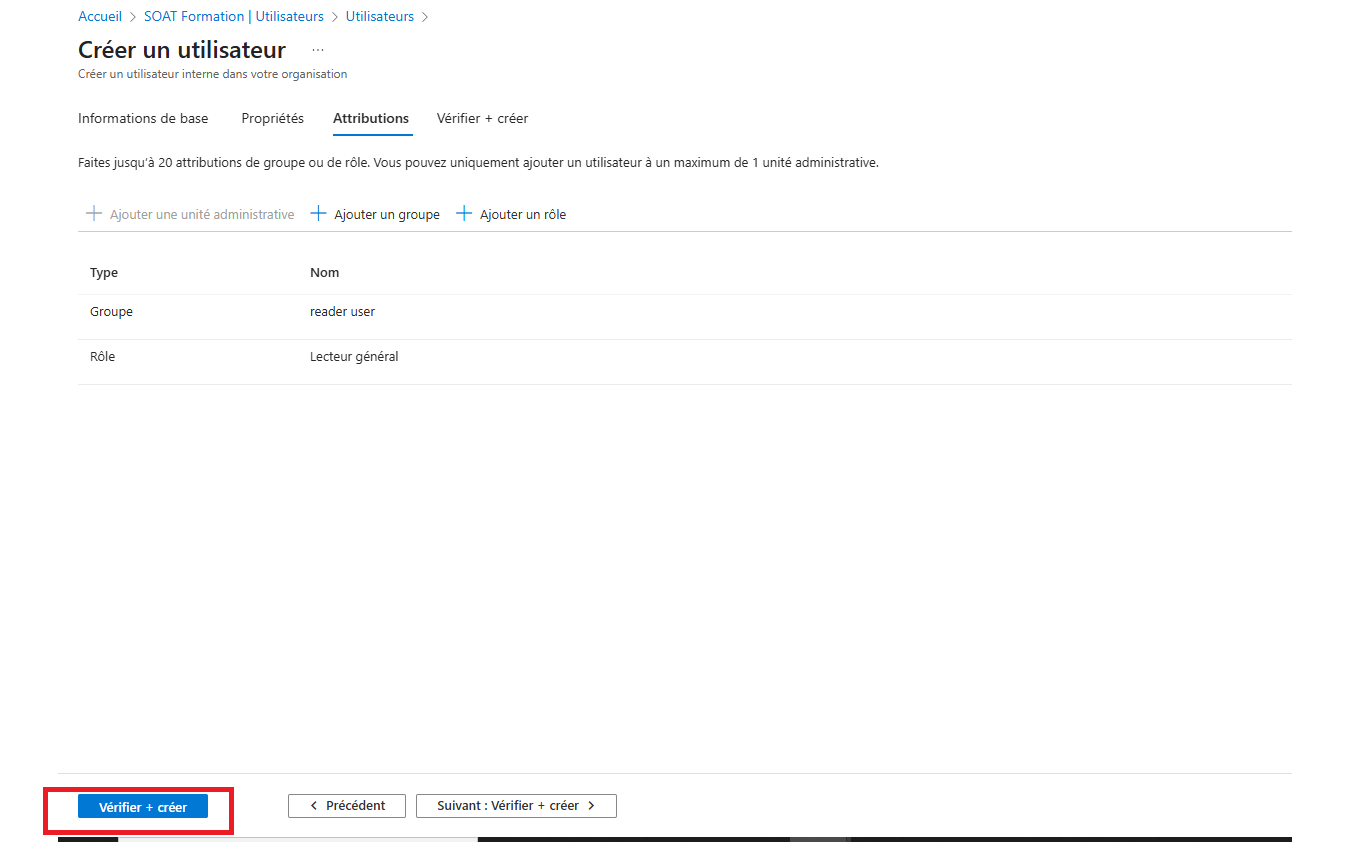 Accueil > SOAT Formation | Utilisateurs > Utilisateurs >
Créer un utilisateur ...
Créer un utilisateur interne dans votre organisation
Informations de base Propriétés Attributions Vérifier + créer
Faites jusqu'à 20 attributions de groupe ou de rôle. Vous pouvez uniquement ajouter un utilisateur à un maximum de 1 unité administrative.
+ Ajouter une unité administrative + Ajouter un groupe + Ajouter un rôle
Type Nom
Groupe reader user
Rôle Lecteur général
Vérifier + créer < Précédent Suivant : Vérifier + créer >